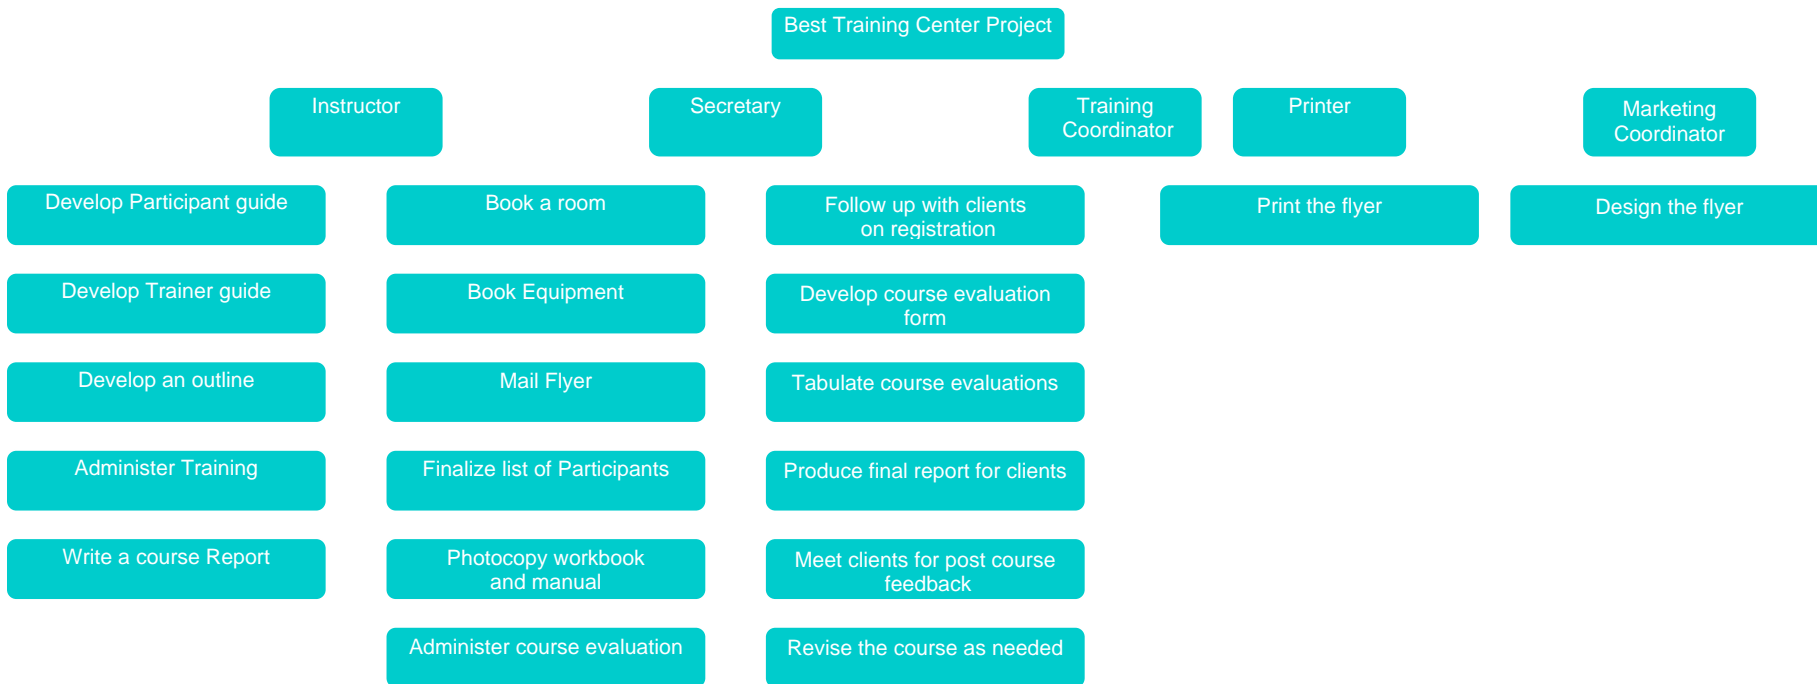 Best Training Center Project
Instructor
Secretary
Training
Coordinator
Printer
Marketing
Coordinator
Develop Participant guide
Develop Trainer guide
Develop an outline
Administer Training
Write a course Report
Book a room
Book Equipment
Mail Flyer
Finalize list of Participants
Photocopy workbook
and manual
Administer course evaluation
Follow up with clients
on registration
Develop course evaluation
form
Tabulate course evaluations
Produce final report for clients
Meet clients for post course
feedback
Revise the course as needed
Print the flyer
Design the flyer